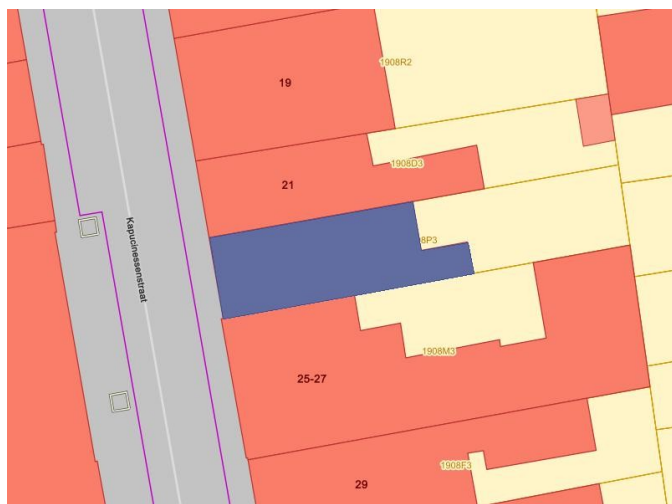 1908R2
19
1908D3
21
8P3
Kapucinessenstraat
1908M3
25-27
1908F3
29